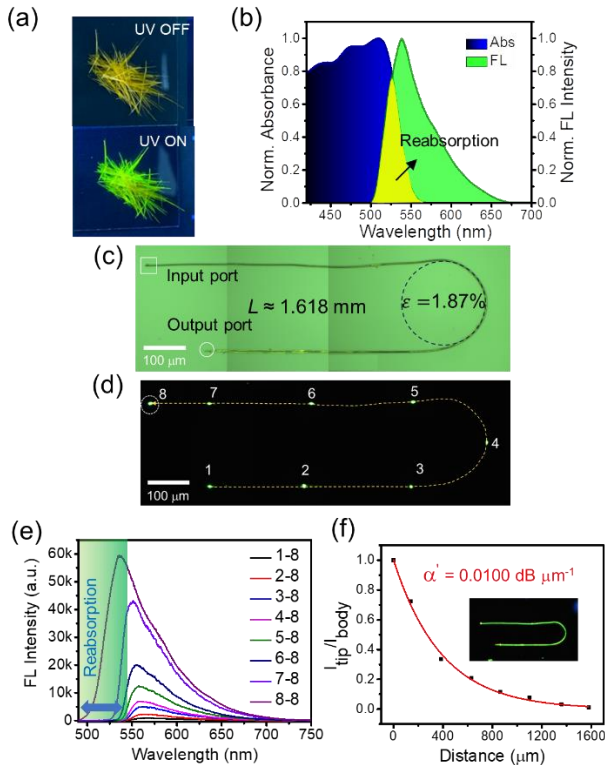 (a)
UV OFF
UV ON
(b)
Abs
FL
Reabsorption
Norm. Absorbance
Norm. FL Intensity
1.0
0.8
0.6
0.4
0.2
0.0
1.0
0.8
0.6
0.4
0.2
0.0
450 500 550 600 650 700
Wavelength (nm)
(c)
Input port
L ≈ 1.618 mm
ε = 1.87%
Output port
100 μm
(d)
8 7 6 5
4
1 2 3
100 μm
(e)
FL Intensity (a.u.)
60k
50k
40k
30k
20k
10k
0
Reabsorption
1-8
2-8
3-8
4-8
5-8
6-8
7-8
8-8
500 550 600 650 700 750
Wavelength (nm)
(f)
Itip/Ibody
1.0
0.8
0.6
0.4
0.2
0.0
α' = 0.0100 dB μm⁻¹
0 400 800 1200 1600
Distance (μm)